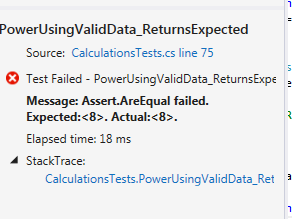 PowerUsingValidData_ReturnsExpected
Source: CalculationsTests.cs line 75
Test Failed - PowerUsingValidData_ReturnsExpe
Message: Assert.AreEqual failed.
Expected:<8>. Actual:<8>.
Elapsed time: 18 ms
StackTrace:
CalculationsTests.PowerUsingValidData_Ret